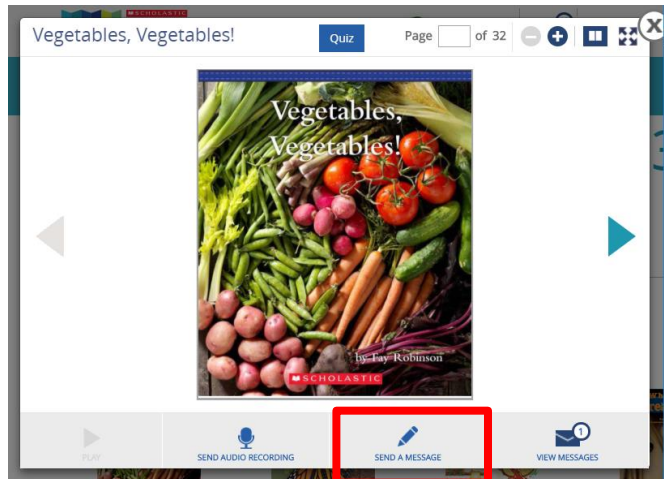 SCHOLASTIC
Vegetables, Vegetables!
Quiz
Page of 32
X
Vegetables,
Vegetables!
by Fay Robinson
SCHOLASTIC
PLAY
SEND AUDIO RECORDING
SEND A MESSAGE
1
VIEW MESSAGES